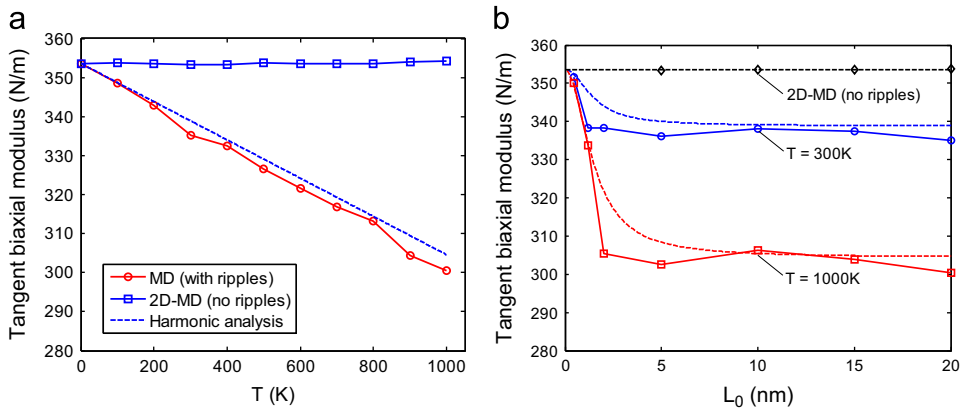 a
Tangent biaxial modulus (N/m)
360
350
340
330
320
310
300
290
280
0
200
400
600
800
1000
T (K)
MD (with ripples)
2D-MD (no ripples)
Harmonic analysis
b
Tangent biaxial modulus (N/m)
360
350
340
330
320
310
300
290
280
0
5
10
15
20
L₀ (nm)
2D-MD (no ripples)
T = 300K
T = 1000K